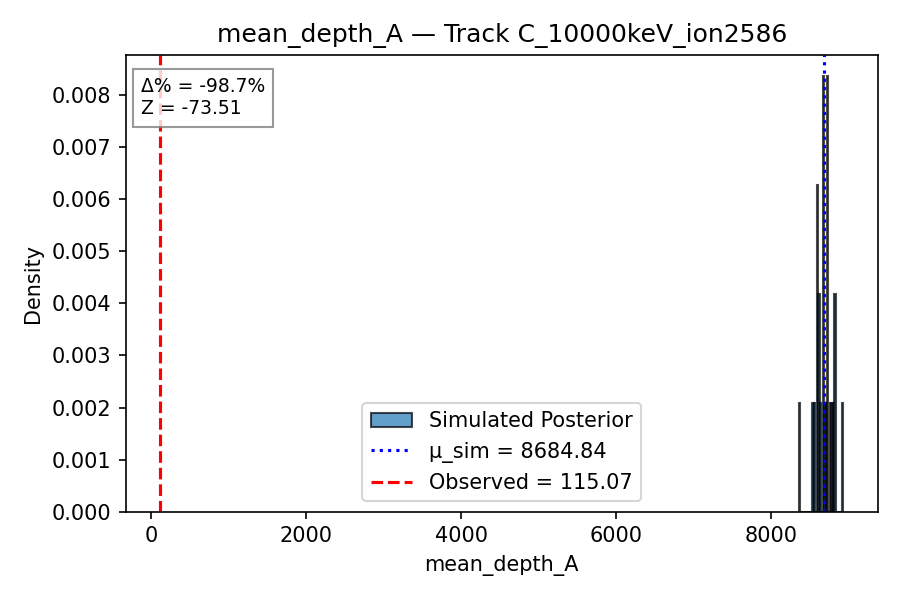 mean_depth_A — Track C_10000keV_ion2586
Δ% = -98.7%
Z = -73.51
Density
0.008
0.007
0.006
0.005
0.004
0.003
0.002
0.001
0.000
Simulated Posterior
μ_sim = 8684.84
Observed = 115.07
0 2000 4000 6000 8000
mean_depth_A